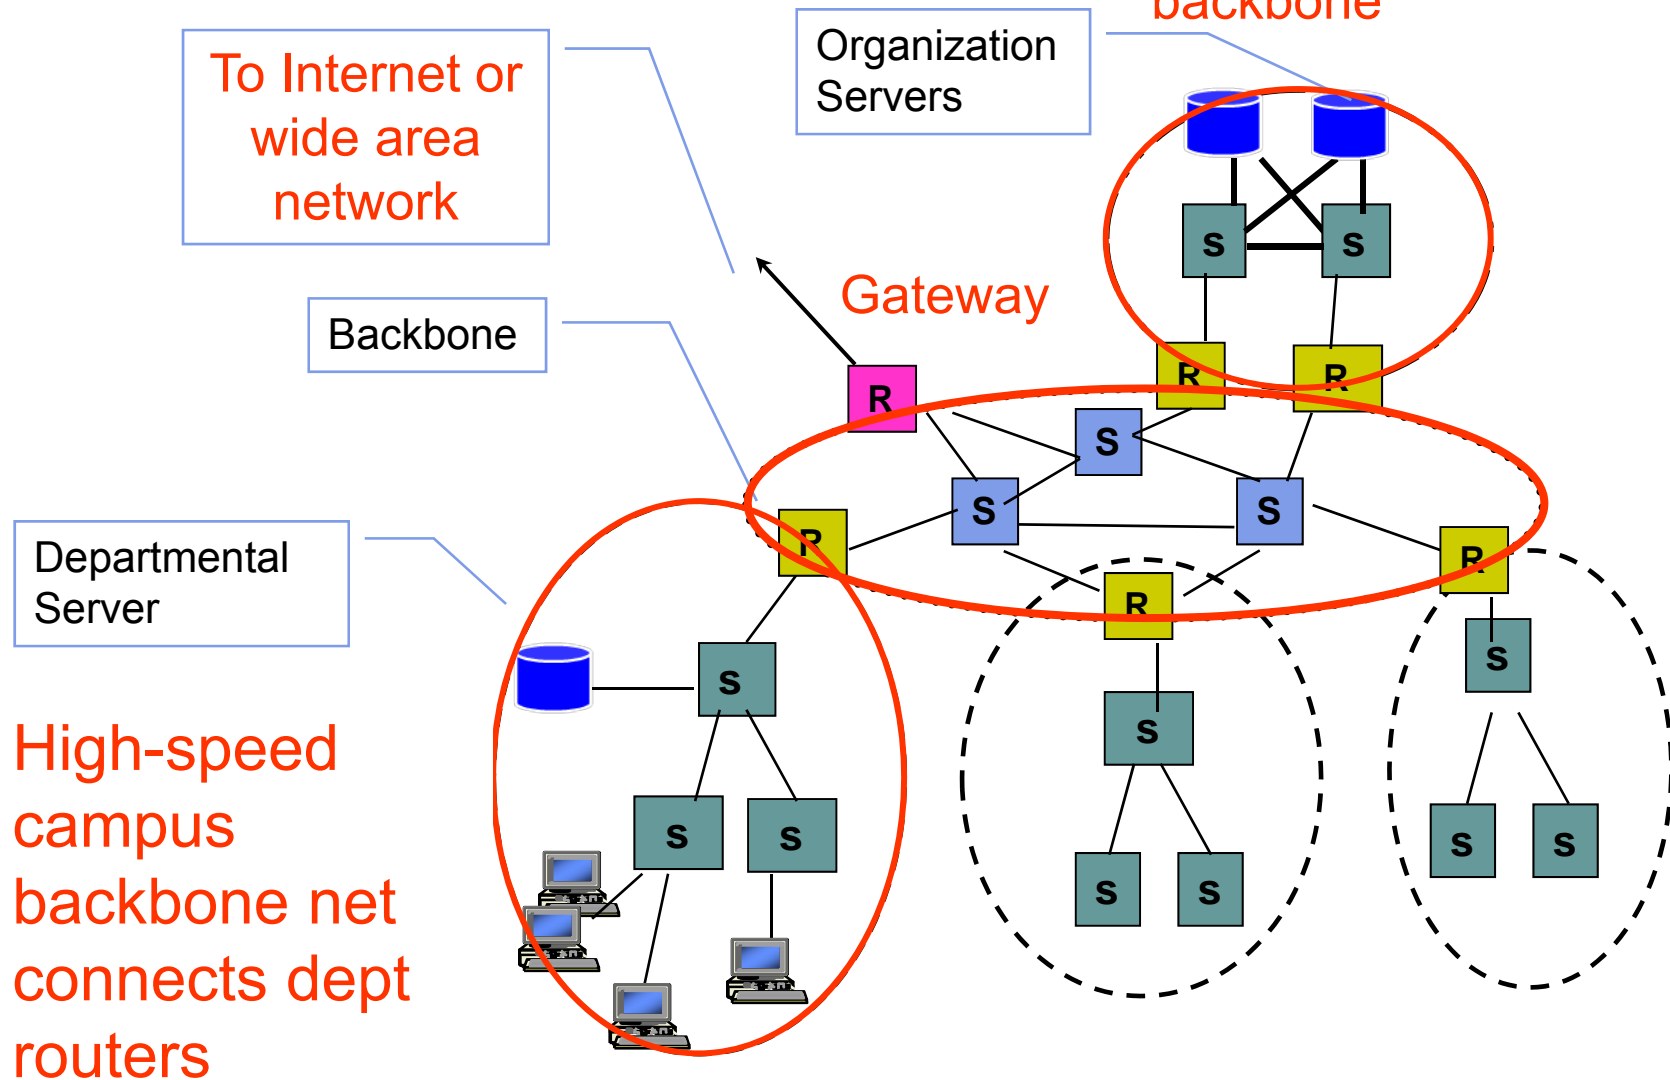 backbone
Organization
Servers
To Internet or
wide area
network
s s
Gateway
Backbone
R R
R
S
S S
R
R
R
Departmental
Server
s
s
s
s s
s s
s s
High-speed
campus
backbone net
connects dept
routers